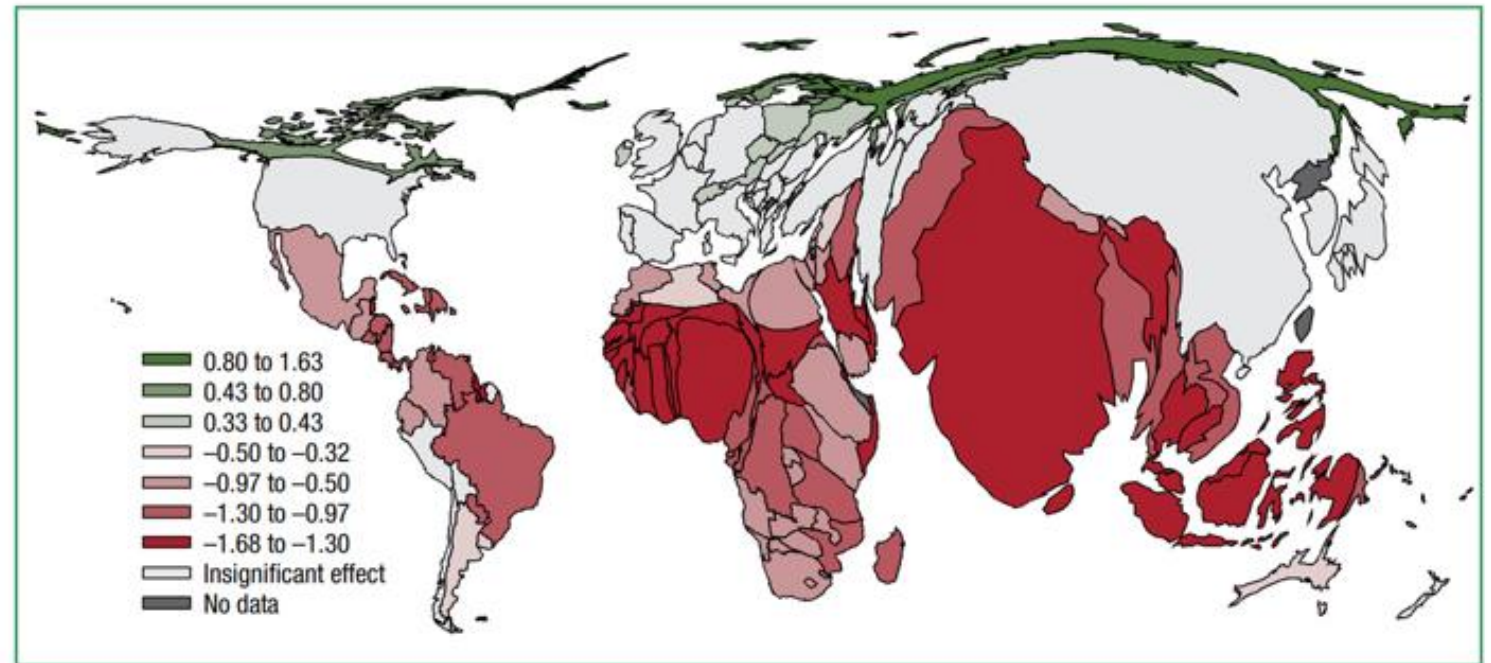 0.80 to 1.63
0.43 to 0.80
0.33 to 0.43
–0.50 to –0.32
–0.97 to –0.50
–1.30 to –0.97
–1.68 to –1.30
Insignificant effect
No data